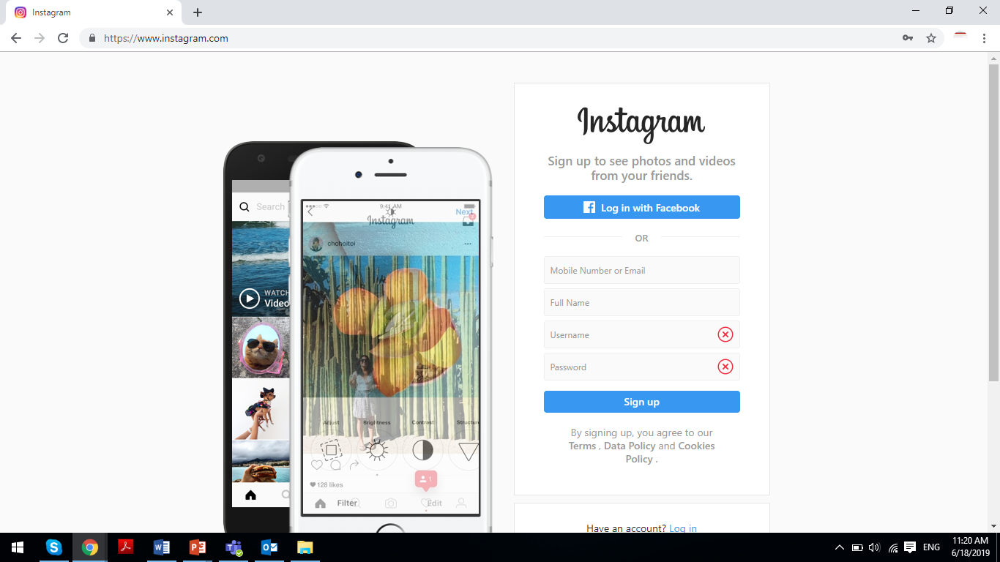 Instagram
https://www.instagram.com
Instagram
Sign up to see photos and videos
from your friends.
Log in with Facebook
OR
Mobile Number or Email
Full Name
Username
Password
Sign up
By signing up, you agree to our
Terms , Data Policy and Cookies
Policy .
Have an account? Log in
Search
WATCH
Video
9:41 AM
Next
Instagram
2
chchoitoi
Adjust Brightness Contrast Structure
128 likes
1
Filter Edit
ENG
11:20 AM
6/18/2019